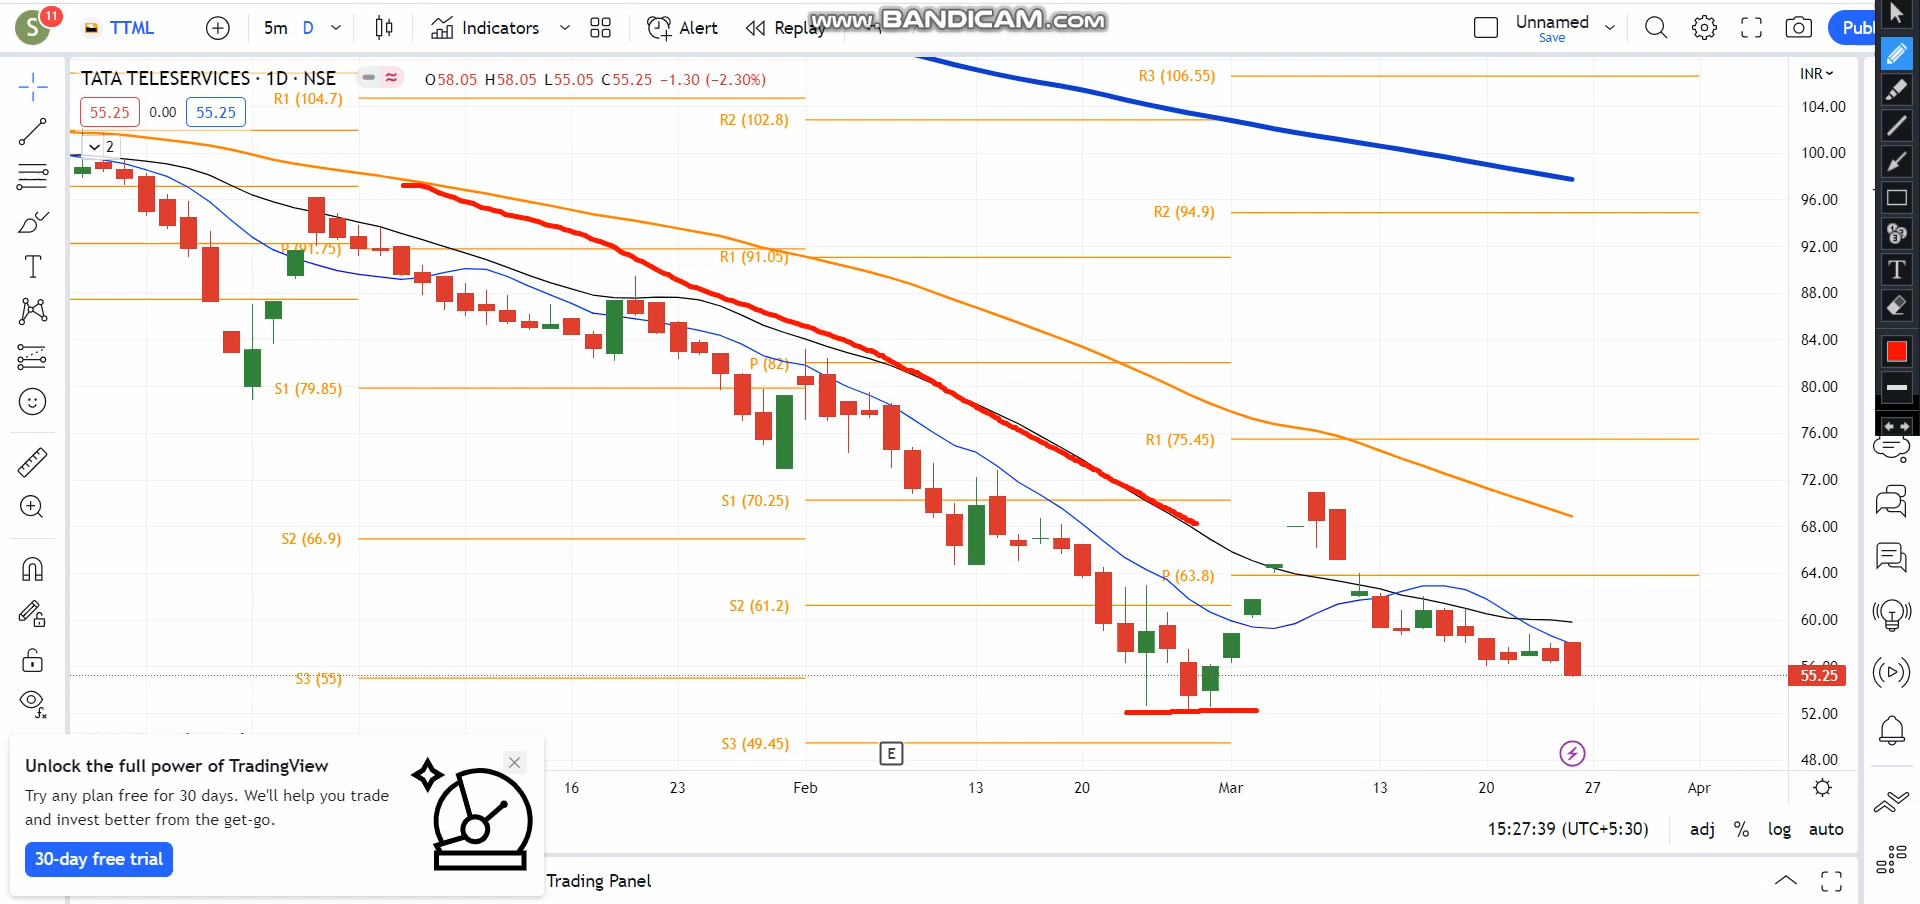 S 11 TTML 5m D Indicators Alert Replay www.BANDICAM.com Unnamed Save Publ
TATA TELESERVICES · 1D · NSE O58.05 H58.05 L55.05 C55.25 −1.30 (−2.30%)
55.25 0.00 55.25
2
R1 (104.7)
P (91.75)
S1 (79.85)
S2 (66.9)
S3 (55)
R2 (102.8)
R1 (91.05)
P (82)
S1 (70.25)
S2 (61.2)
S3 (49.45)
R3 (106.55)
R2 (94.9)
R1 (75.45)
P (63.8)
E
INR
104.00
100.00
96.00
92.00
88.00
84.00
80.00
76.00
72.00
68.00
64.00
60.00
56.00
55.25
52.00
48.00
16 23 Feb 13 20 Mar 13 20 27 Apr
15:27:39 (UTC+5:30) adj % log auto
Unlock the full power of TradingView
Try any plan free for 30 days. We'll help you trade
and invest better from the get-go.
30-day free trial
Trading Panel